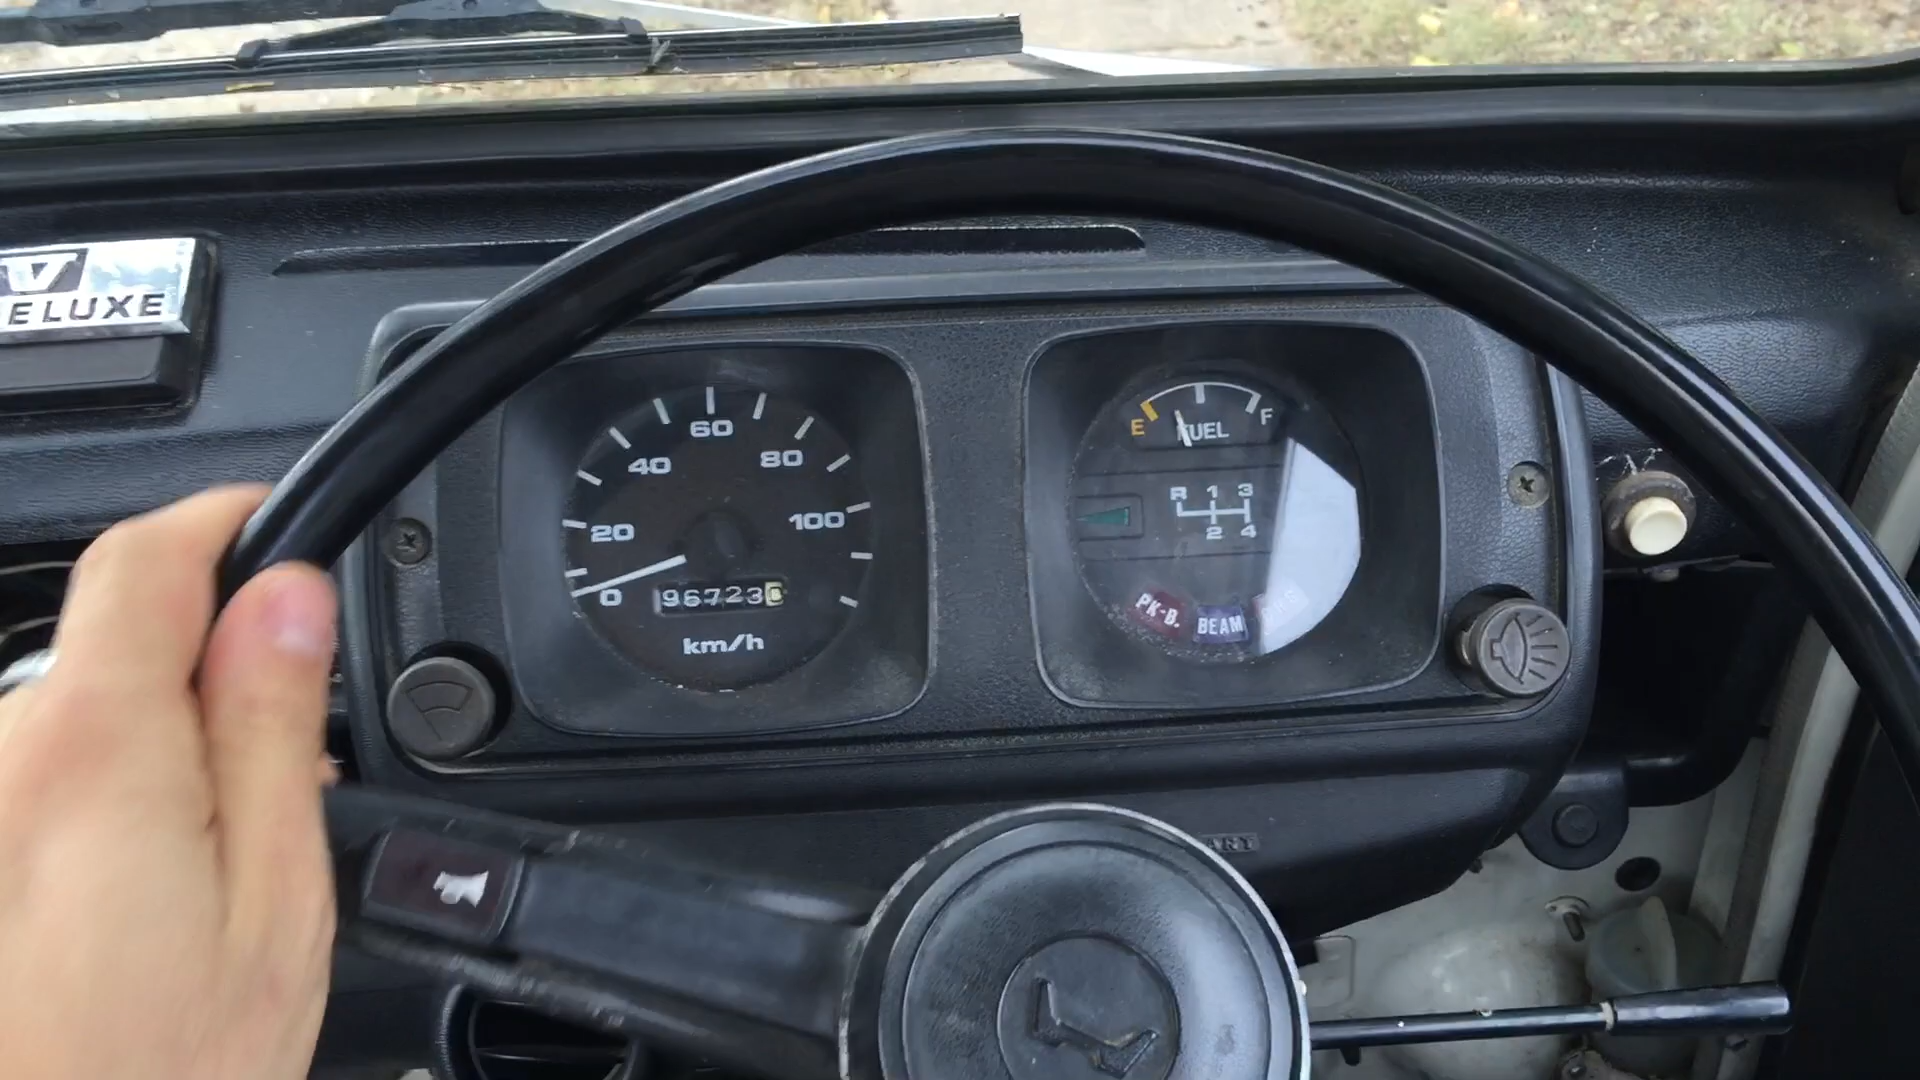 V
ELUXE
60
40
80
20
100
0
96723
km/h
E
F
FUEL
R 1 3
2 4
PK-B.
BEAM